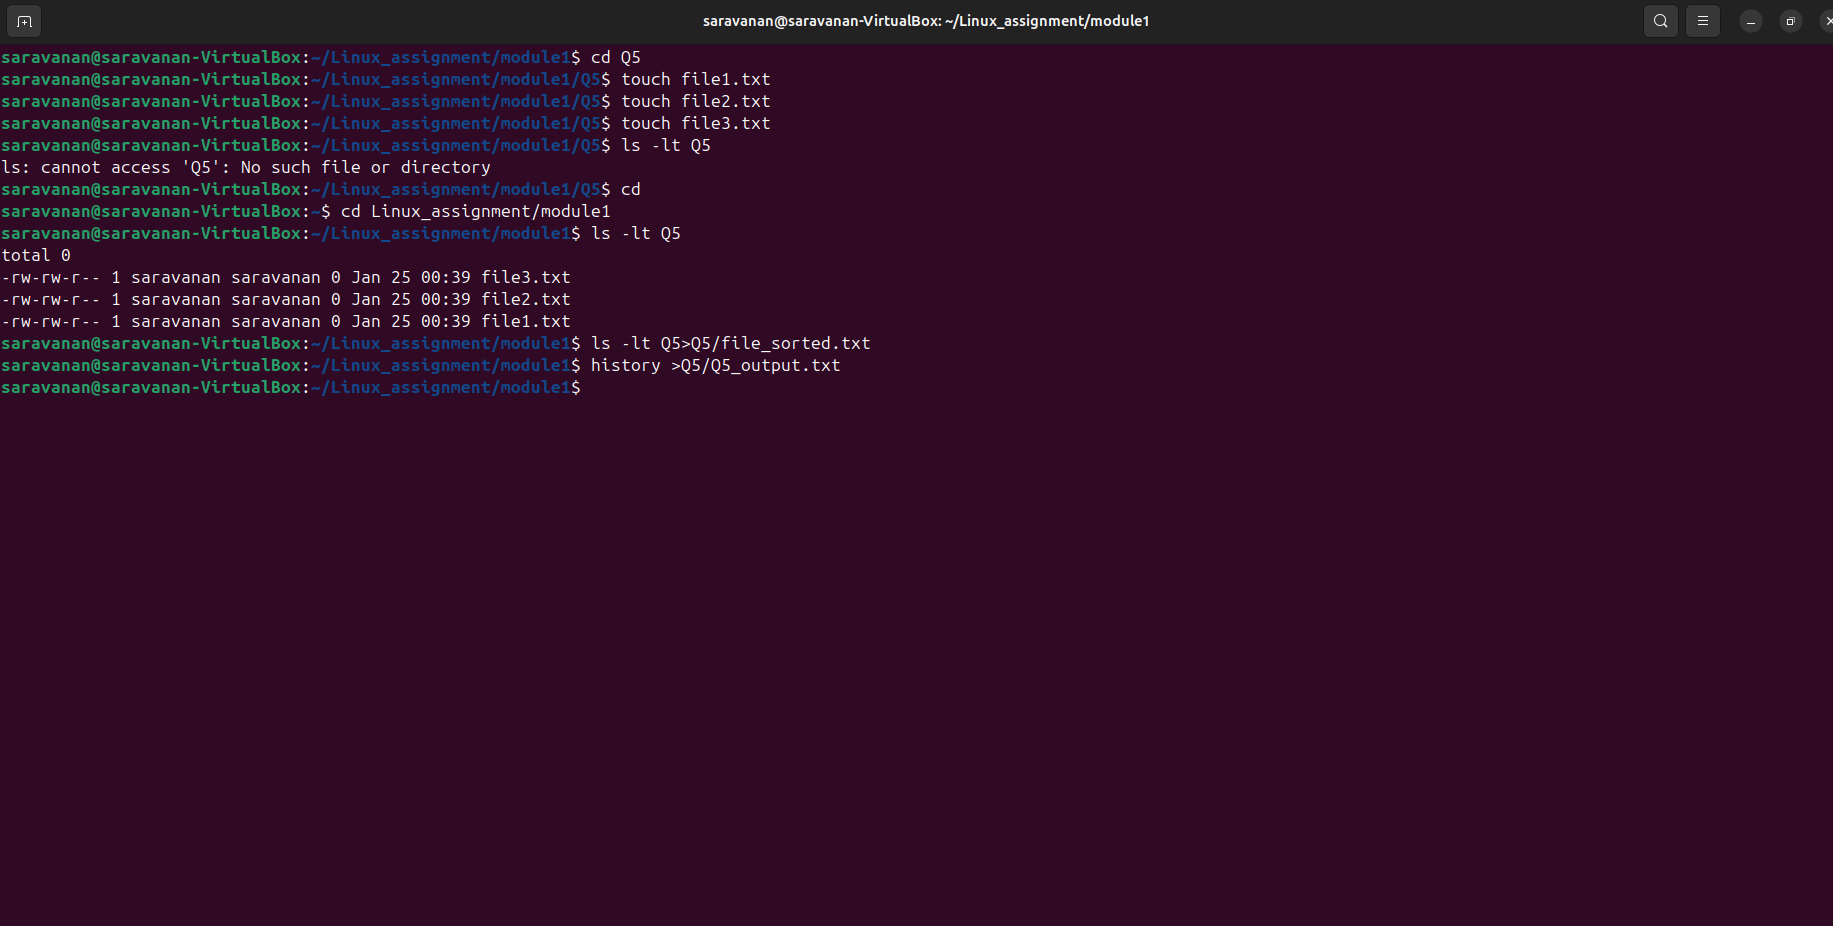 saravanan@saravanan-VirtualBox: ~/Linux_assignment/module1
saravanan@saravanan-VirtualBox:~/Linux_assignment/module1$ cd Q5
saravanan@saravanan-VirtualBox:~/Linux_assignment/module1/Q5$ touch file1.txt
saravanan@saravanan-VirtualBox:~/Linux_assignment/module1/Q5$ touch file2.txt
saravanan@saravanan-VirtualBox:~/Linux_assignment/module1/Q5$ touch file3.txt
saravanan@saravanan-VirtualBox:~/Linux_assignment/module1/Q5$ ls -lt Q5
ls: cannot access 'Q5': No such file or directory
saravanan@saravanan-VirtualBox:~/Linux_assignment/module1/Q5$ cd
saravanan@saravanan-VirtualBox:~$ cd Linux_assignment/module1
saravanan@saravanan-VirtualBox:~/Linux_assignment/module1$ ls -lt Q5
total 0
-rw-rw-r-- 1 saravanan saravanan 0 Jan 25 00:39 file3.txt
-rw-rw-r-- 1 saravanan saravanan 0 Jan 25 00:39 file2.txt
-rw-rw-r-- 1 saravanan saravanan 0 Jan 25 00:39 file1.txt
saravanan@saravanan-VirtualBox:~/Linux_assignment/module1$ ls -lt Q5>Q5/file_sorted.txt
saravanan@saravanan-VirtualBox:~/Linux_assignment/module1$ history >Q5/Q5_output.txt
saravanan@saravanan-VirtualBox:~/Linux_assignment/module1$